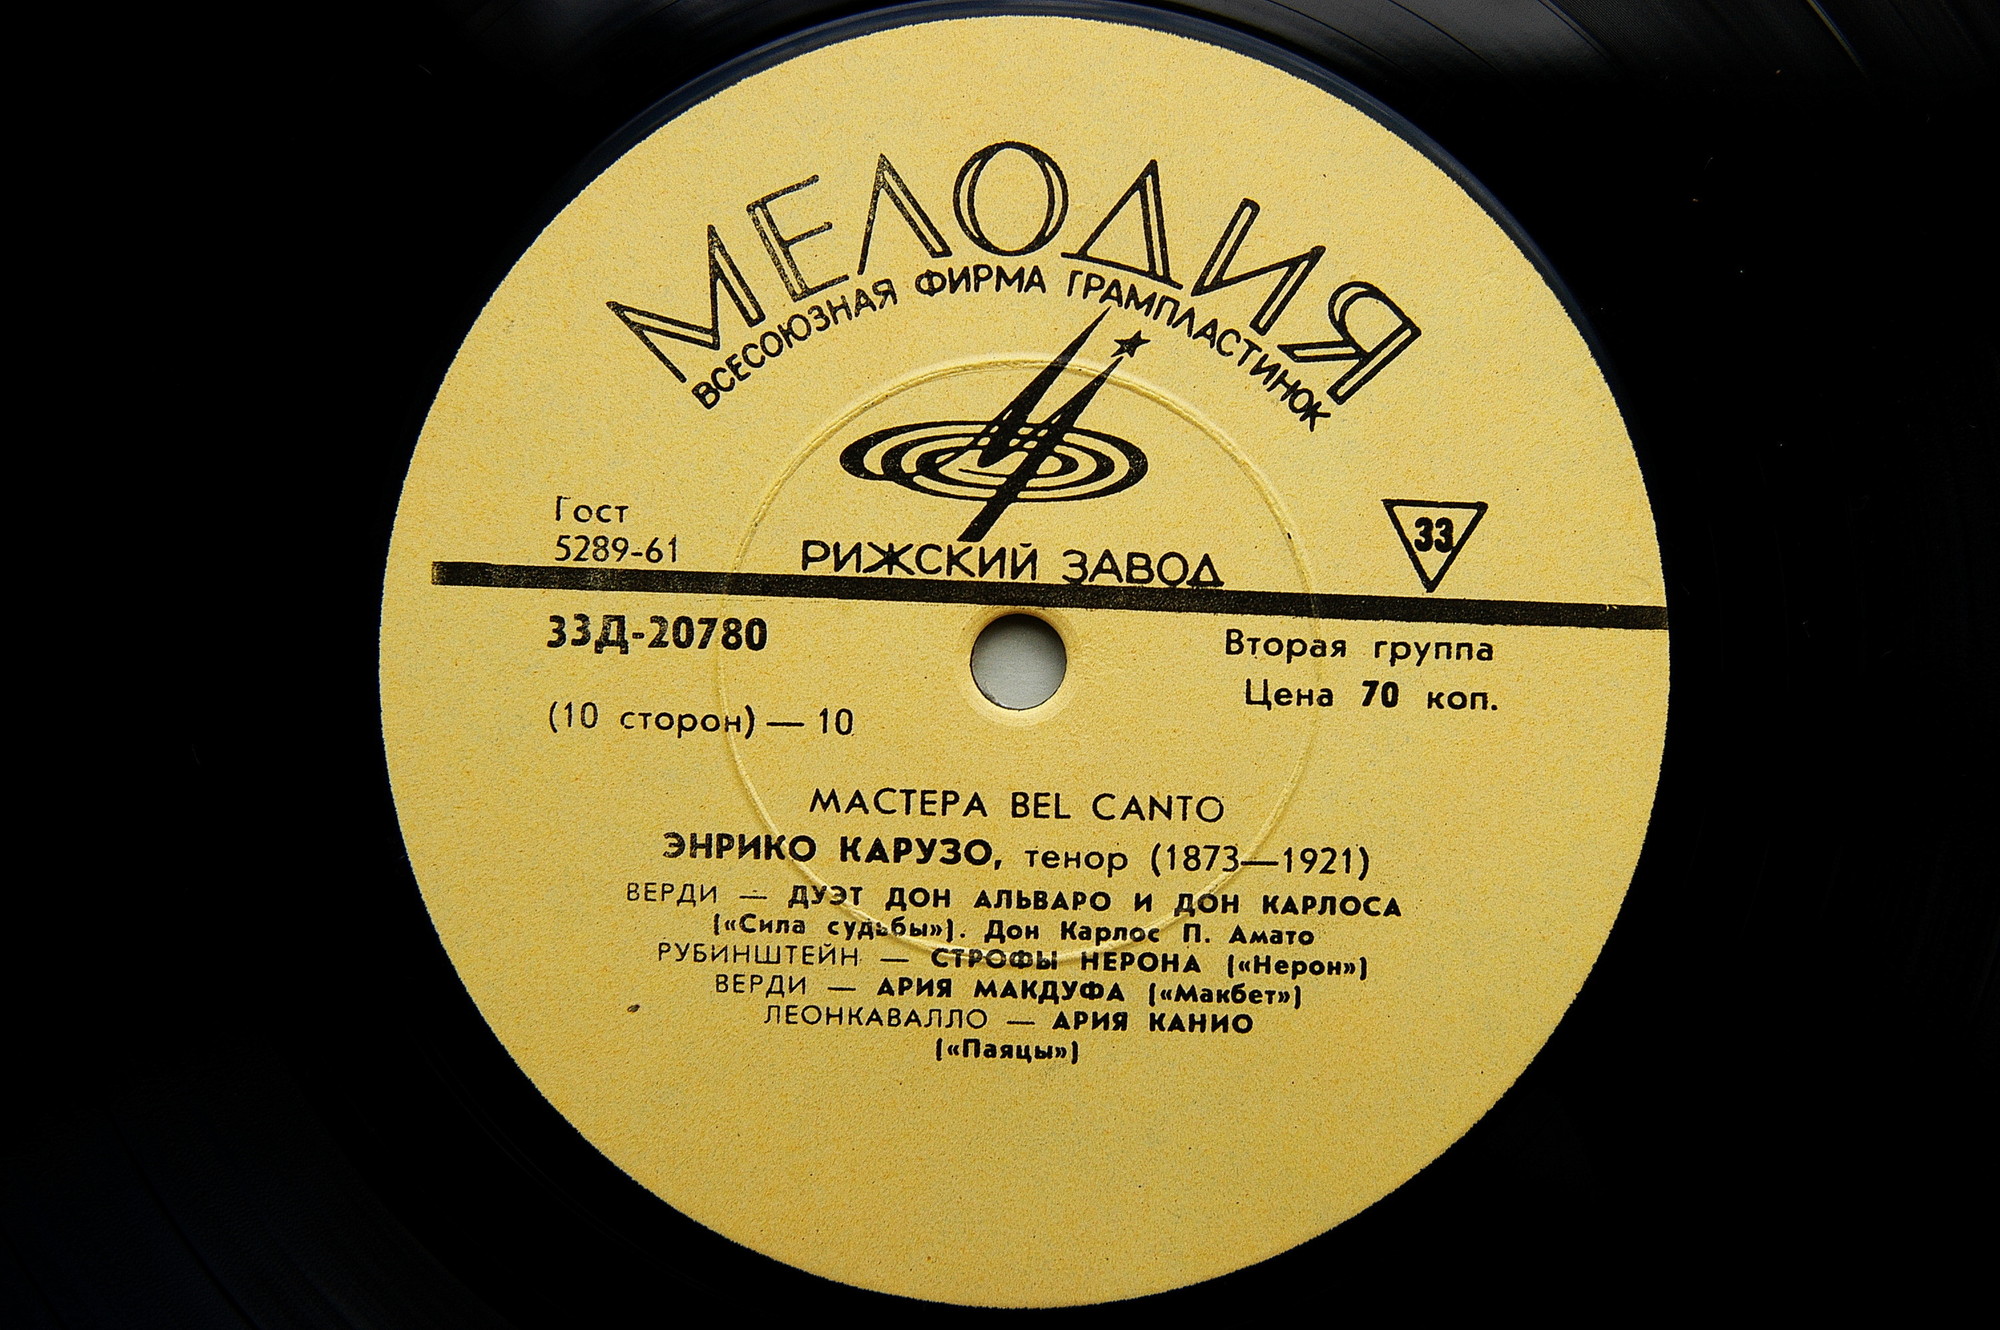 МЕЛОДИЯ
ВСЕСОЮЗНАЯ ФИРМА ГРАМПЛАСТИНОК
Гост
5289-61
РИЖСКИЙ ЗАВОД
33
33Д-20780
Вторая группа
Цена 70 коп.
(10 сторон) — 10
МАСТЕРА BEL CANTO
ЭНРИКО КАРУЗО, тенор (1873—1921)
ВЕРДИ — ДУЭТ ДОН АЛЬВАРО И ДОН КАРЛОСА
(«Сила судьбы»). Дон Карлос П. Амато
РУБИНШТЕЙН — СТРОФЫ НЕРОНА («Нерон»)
ВЕРДИ — АРИЯ МАКДУФА («Макбет»)
ЛЕОНКАВАЛЛО — АРИЯ КАНИО
(«Паяцы»)